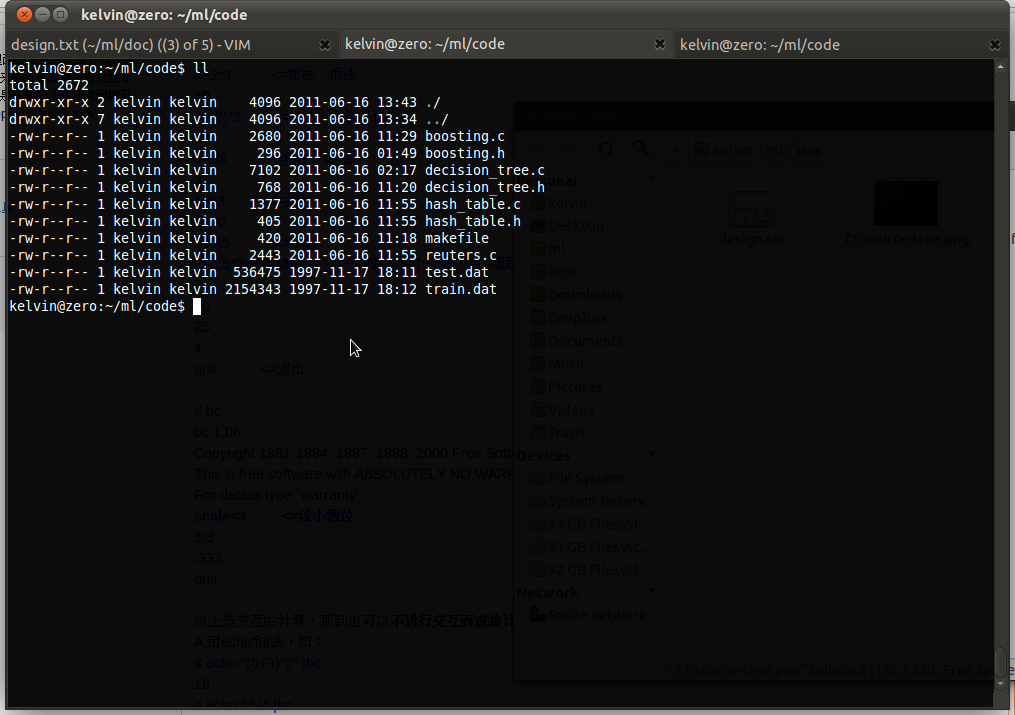 kelvin@zero: ~/ml/code
design.txt (~/ml/doc) ((3) of 5) - VIM
kelvin@zero: ~/ml/code
kelvin@zero: ~/ml/code
kelvin@zero:~/ml/code$ ll
total 2672
drwxr-xr-x 2 kelvin kelvin    4096 2011-06-16 13:43 ./
drwxr-xr-x 7 kelvin kelvin    4096 2011-06-16 13:34 ../
-rw-r--r-- 1 kelvin kelvin    2680 2011-06-16 11:29 boosting.c
-rw-r--r-- 1 kelvin kelvin     296 2011-06-16 01:49 boosting.h
-rw-r--r-- 1 kelvin kelvin    7102 2011-06-16 02:17 decision_tree.c
-rw-r--r-- 1 kelvin kelvin     768 2011-06-16 11:20 decision_tree.h
-rw-r--r-- 1 kelvin kelvin    1377 2011-06-16 11:55 hash_table.c
-rw-r--r-- 1 kelvin kelvin     405 2011-06-16 11:55 hash_table.h
-rw-r--r-- 1 kelvin kelvin     420 2011-06-16 11:18 makefile
-rw-r--r-- 1 kelvin kelvin    2443 2011-06-16 11:55 reuters.c
-rw-r--r-- 1 kelvin kelvin  536475 1997-11-17 18:11 test.dat
-rw-r--r-- 1 kelvin kelvin 2154343 1997-11-17 18:12 train.dat
kelvin@zero:~/ml/code$
*3 <=加法、乘法
25
4
quit <=退出
# bc
bc 1.06
Copyright 1991-1994, 1997, 1998, 2000 Free Soft
This is free software with ABSOLUTELY NO WARR
For details type `warranty'.
scale=3 <=设小数位
1/3
.333
quit
以上是交互的计算，那到也可以不进行交互而直接计
A.用echo和|法，如：
# echo "(6+3)*2" |bc
18
# echo 15/4 |bc
kelvin ml doc
kelvin
Desktop
ml
acm
Downloads
Dropbox
Documents
Music
Pictures
Videos
Trash
Devices
File System
System Reserv...
35 GB Filesyst...
91 GB Filesyst...
92 GB Filesyst...
Network
Entire network
design.txt
f1.source-tree.png
"f1.source-tree.png" selected (133.1 KB), Free space